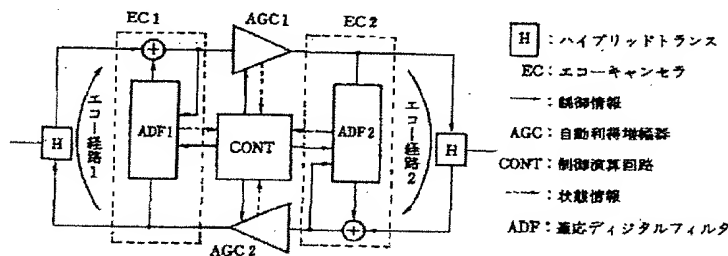 EC1
AGC1
EC2
ADF1
CONT
ADF2
AGC2
H
H
エコー経路1
エコー経路2
H：ハイブリッドトランス
EC：エコーキャンセラ
：制御情報
AGC：自動利得増幅器
CONT：制御演算回路
：状態情報
ADF：適応ディジタルフィルタ